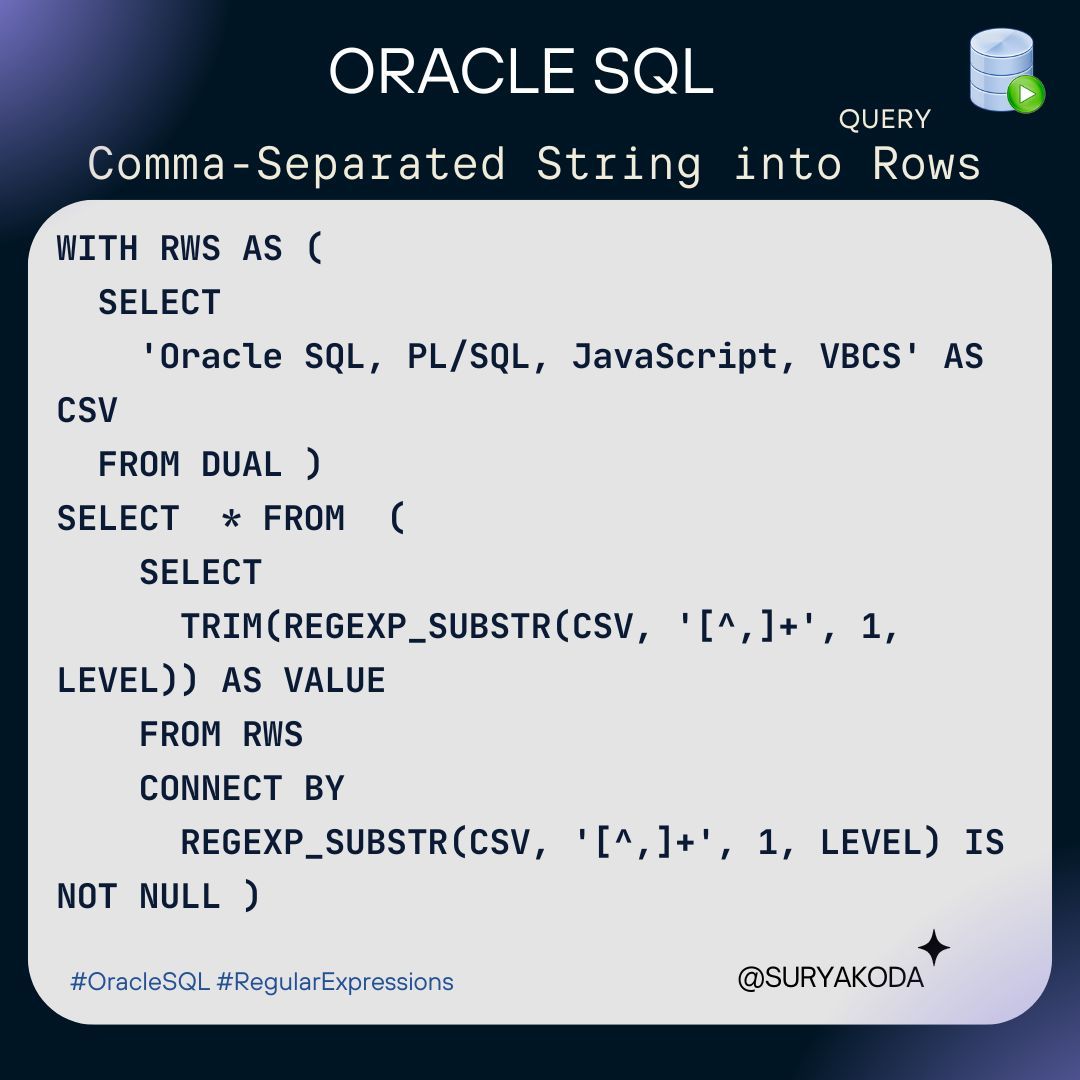 ORACLE SQL
QUERY
Comma-Separated String into Rows
WITH RWS AS (
  SELECT
    'Oracle SQL, PL/SQL, JavaScript, VBCS' AS
CSV
  FROM DUAL )
SELECT  * FROM  (
    SELECT
      TRIM(REGEXP_SUBSTR(CSV, '[^,]+', 1,
LEVEL)) AS VALUE
    FROM RWS
    CONNECT BY
      REGEXP_SUBSTR(CSV, '[^,]+', 1, LEVEL) IS
NOT NULL )
#OracleSQL #RegularExpressions
@SURYAKODA